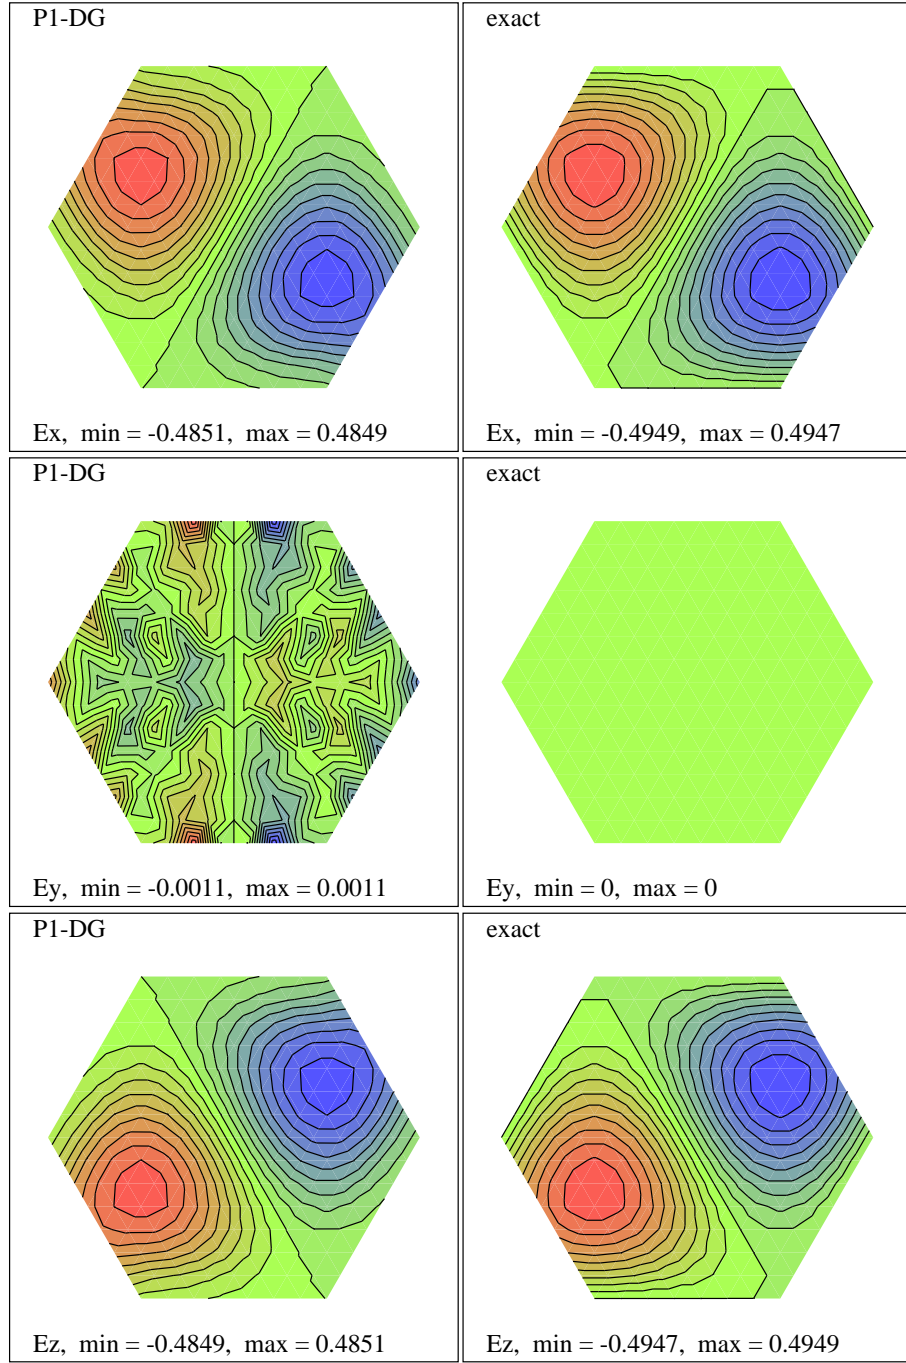 P1-DG
exact
Ex, min = -0.4851, max = 0.4849
Ex, min = -0.4949, max = 0.4947
P1-DG
exact
Ey, min = -0.0011, max = 0.0011
Ey, min = 0, max = 0
P1-DG
exact
Ez, min = -0.4849, max = 0.4851
Ez, min = -0.4947, max = 0.4949